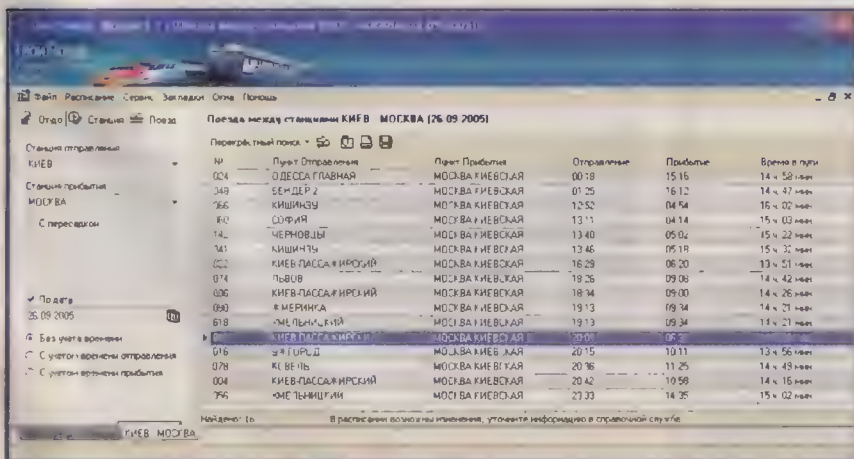 Файл Расписание Сервис Закладки Окна Помощь
Станция Поезд
Поезда между станциями КИЕВ - МОСКВА (26.09.2005)
Станция отправления
КИЕВ
Станция прибытия
МОСКВА
С пересадкой
По дате
26.09.2005
Без учета времени
С учетом времени отправления
С учетом времени прибытия
Перекрёстный поиск
№ Пункт Отправления Пункт Прибытия Отправление Прибытие Время в пути
024 ОДЕССА ГЛАВНАЯ МОСКВА КИЕВСКАЯ 00:18 15:16 14 ч 58 мин
БЕНДЕР 2 МОСКВА КИЕВСКАЯ 01:25 16:12 14 ч 47 мин
КИШИНЭУ МОСКВА КИЕВСКАЯ 12:52 04:54 16 ч 02 мин
СОФИЯ МОСКВА КИЕВСКАЯ 13:11 04:14 15 ч 03 мин
ЧЕРНОВЦЫ МОСКВА КИЕВСКАЯ 13:40 05:02 15 ч 22 мин
341 КИШИНЭУ МОСКВА КИЕВСКАЯ 13:46 05:18 15 ч 32 мин
КИЕВ-ПАССАЖИРСКИЙ МОСКВА КИЕВСКАЯ 16:29 06:20 13 ч 51 мин
074 ЛЬВОВ МОСКВА КИЕВСКАЯ 18:26 09:08 14 ч 42 мин
006 КИЕВ-ПАССАЖИРСКИЙ МОСКВА КИЕВСКАЯ 18:34 09:00 14 ч 26 мин
090 ЖМЕРИНКА МОСКВА КИЕВСКАЯ 19:13 09:34 14 ч 21 мин
618 ХМЕЛЬНИЦКИЙ МОСКВА КИЕВСКАЯ 19:13 09:34 14 ч 21 мин
КИЕВ-ПАССАЖИРСКИЙ МОСКВА КИЕВСКАЯ
616 УЖГОРОД МОСКВА КИЕВСКАЯ 20:15 10:11 13 ч 56 мин
078 КОВЕЛЬ МОСКВА КИЕВСКАЯ 20:36 11:25 14 ч 49 мин
004 КИЕВ-ПАССАЖИРСКИЙ МОСКВА КИЕВСКАЯ 20:42 10:58 14 ч 16 мин
356 ХМЕЛЬНИЦКИЙ МОСКВА КИЕВСКАЯ 23:33 14:35 15 ч 02 мин
Найдено: 16 В расписании возможны изменения, уточните информацию в справочной службе
КИЕВ - МОСКВА